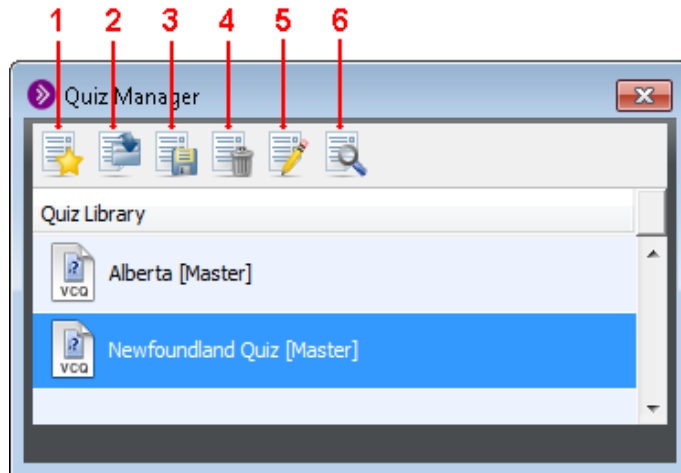 1 2 3 4 5 6
Quiz Manager
Quiz Library
? VCQ Alberta [Master]
? VCQ Newfoundland Quiz [Master]